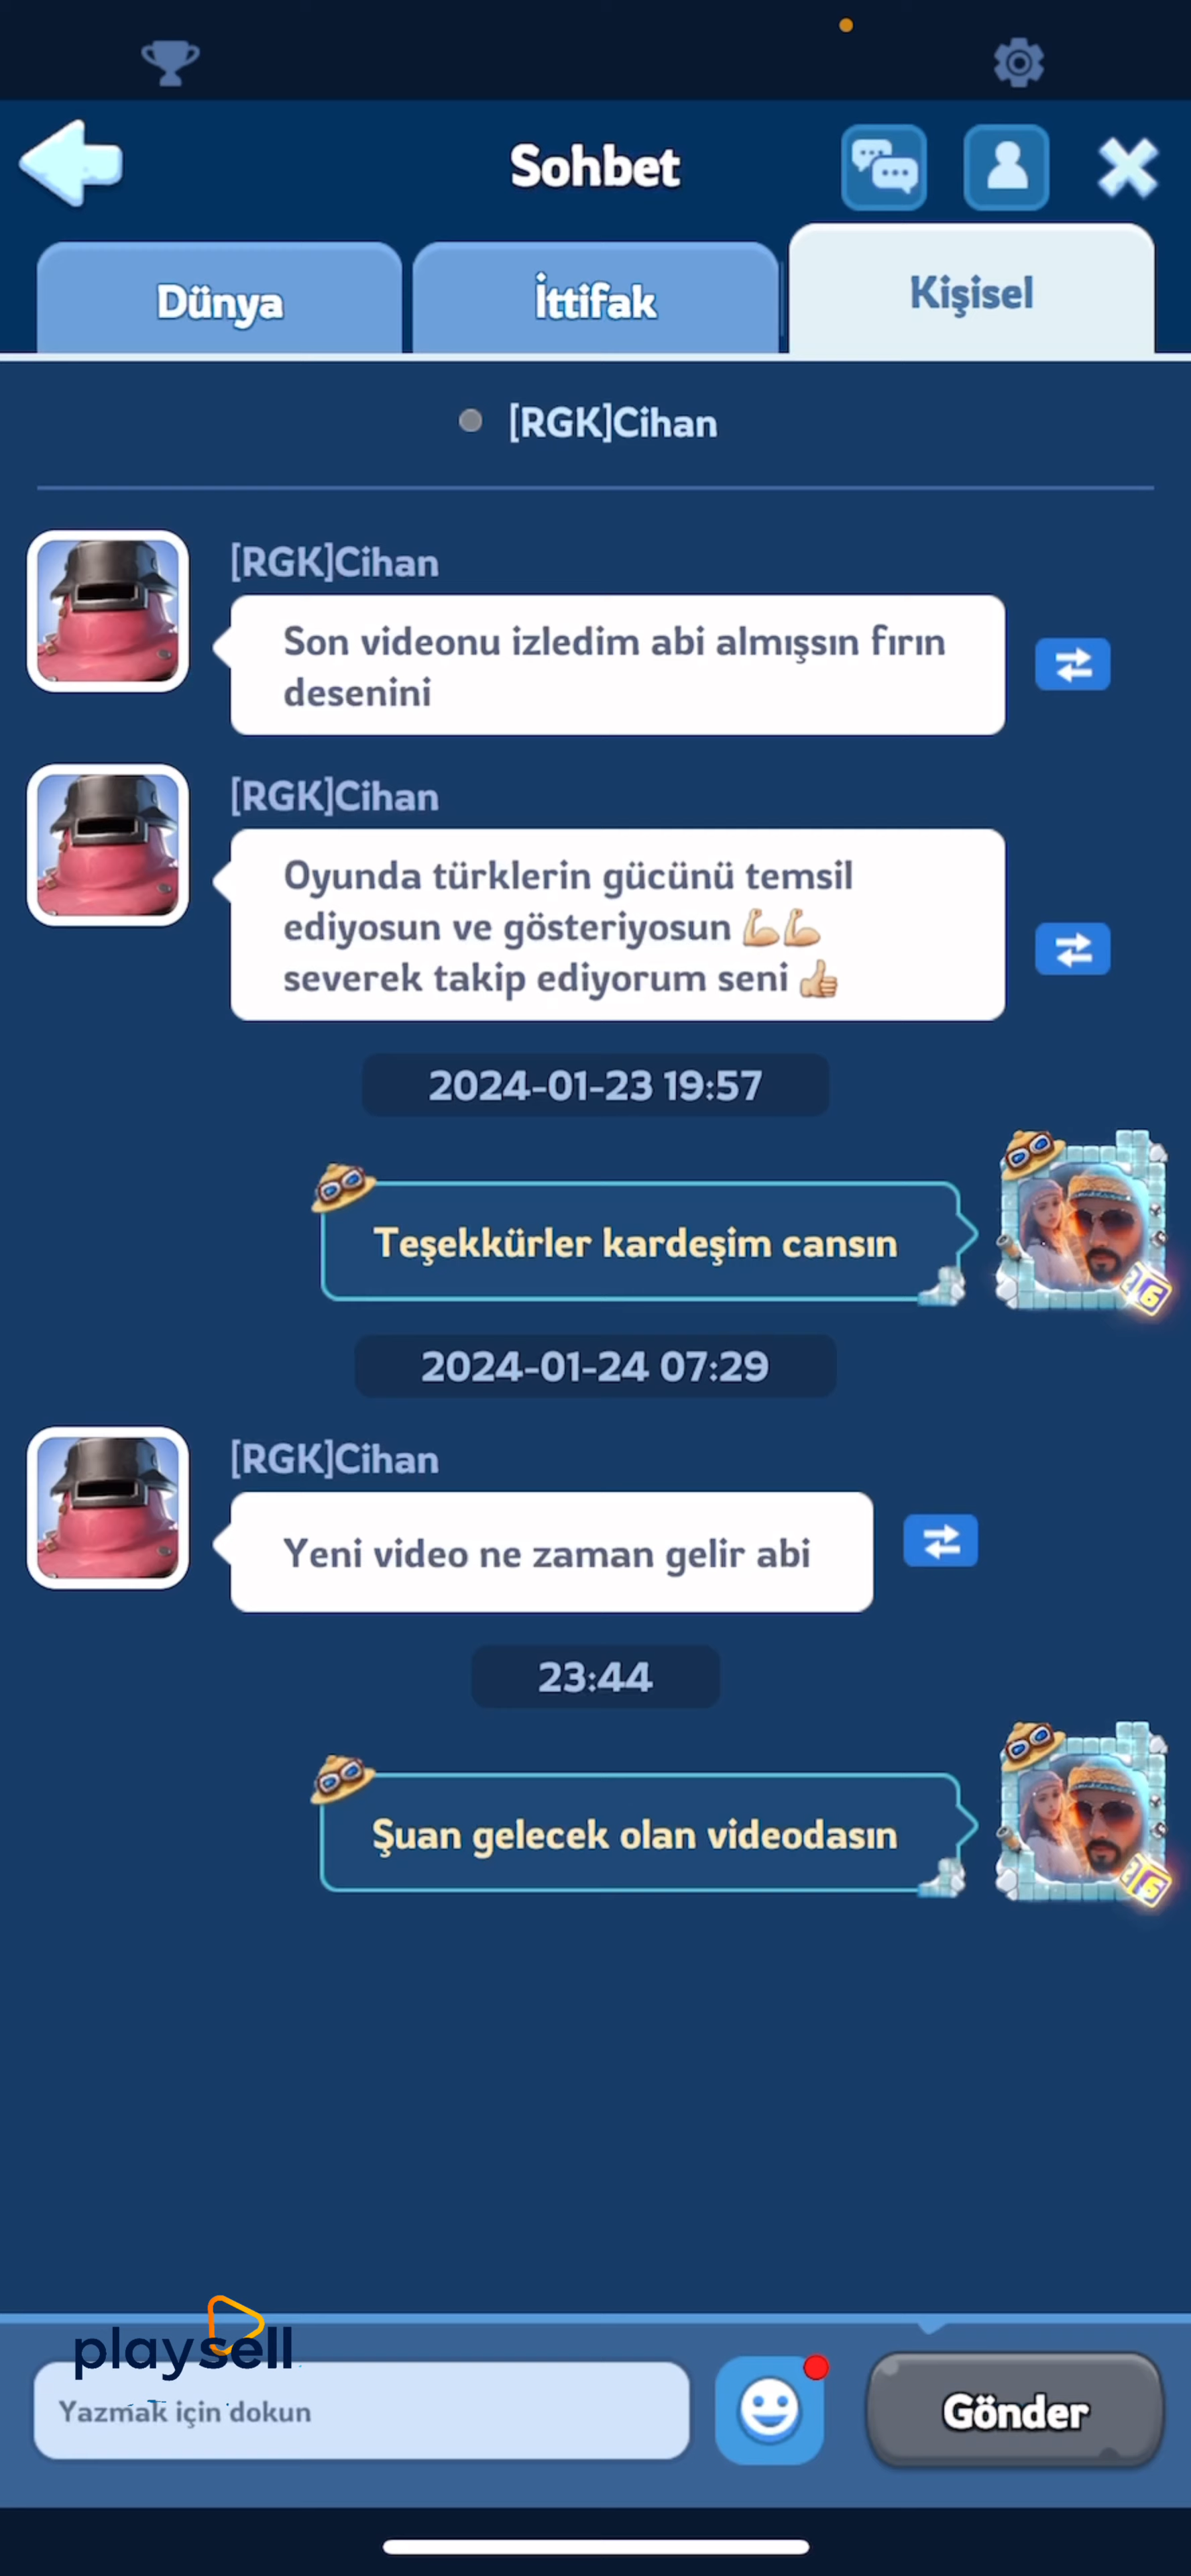 Sohbet
Dünya
İttifak
Kişisel
[RGK]Cihan
[RGK]Cihan
Son videonu izledim abi almışsın fırın
desenini
[RGK]Cihan
Oyunda türklerin gücünü temsil
ediyosun ve gösteriyosun 💪💪
severek takip ediyorum seni 👍
2024-01-23 19:57
Teşekkürler kardeşim cansın
2024-01-24 07:29
[RGK]Cihan
Yeni video ne zaman gelir abi
23:44
Şuan gelecek olan videodasın
playsell
Yazmak için dokun
Gönder